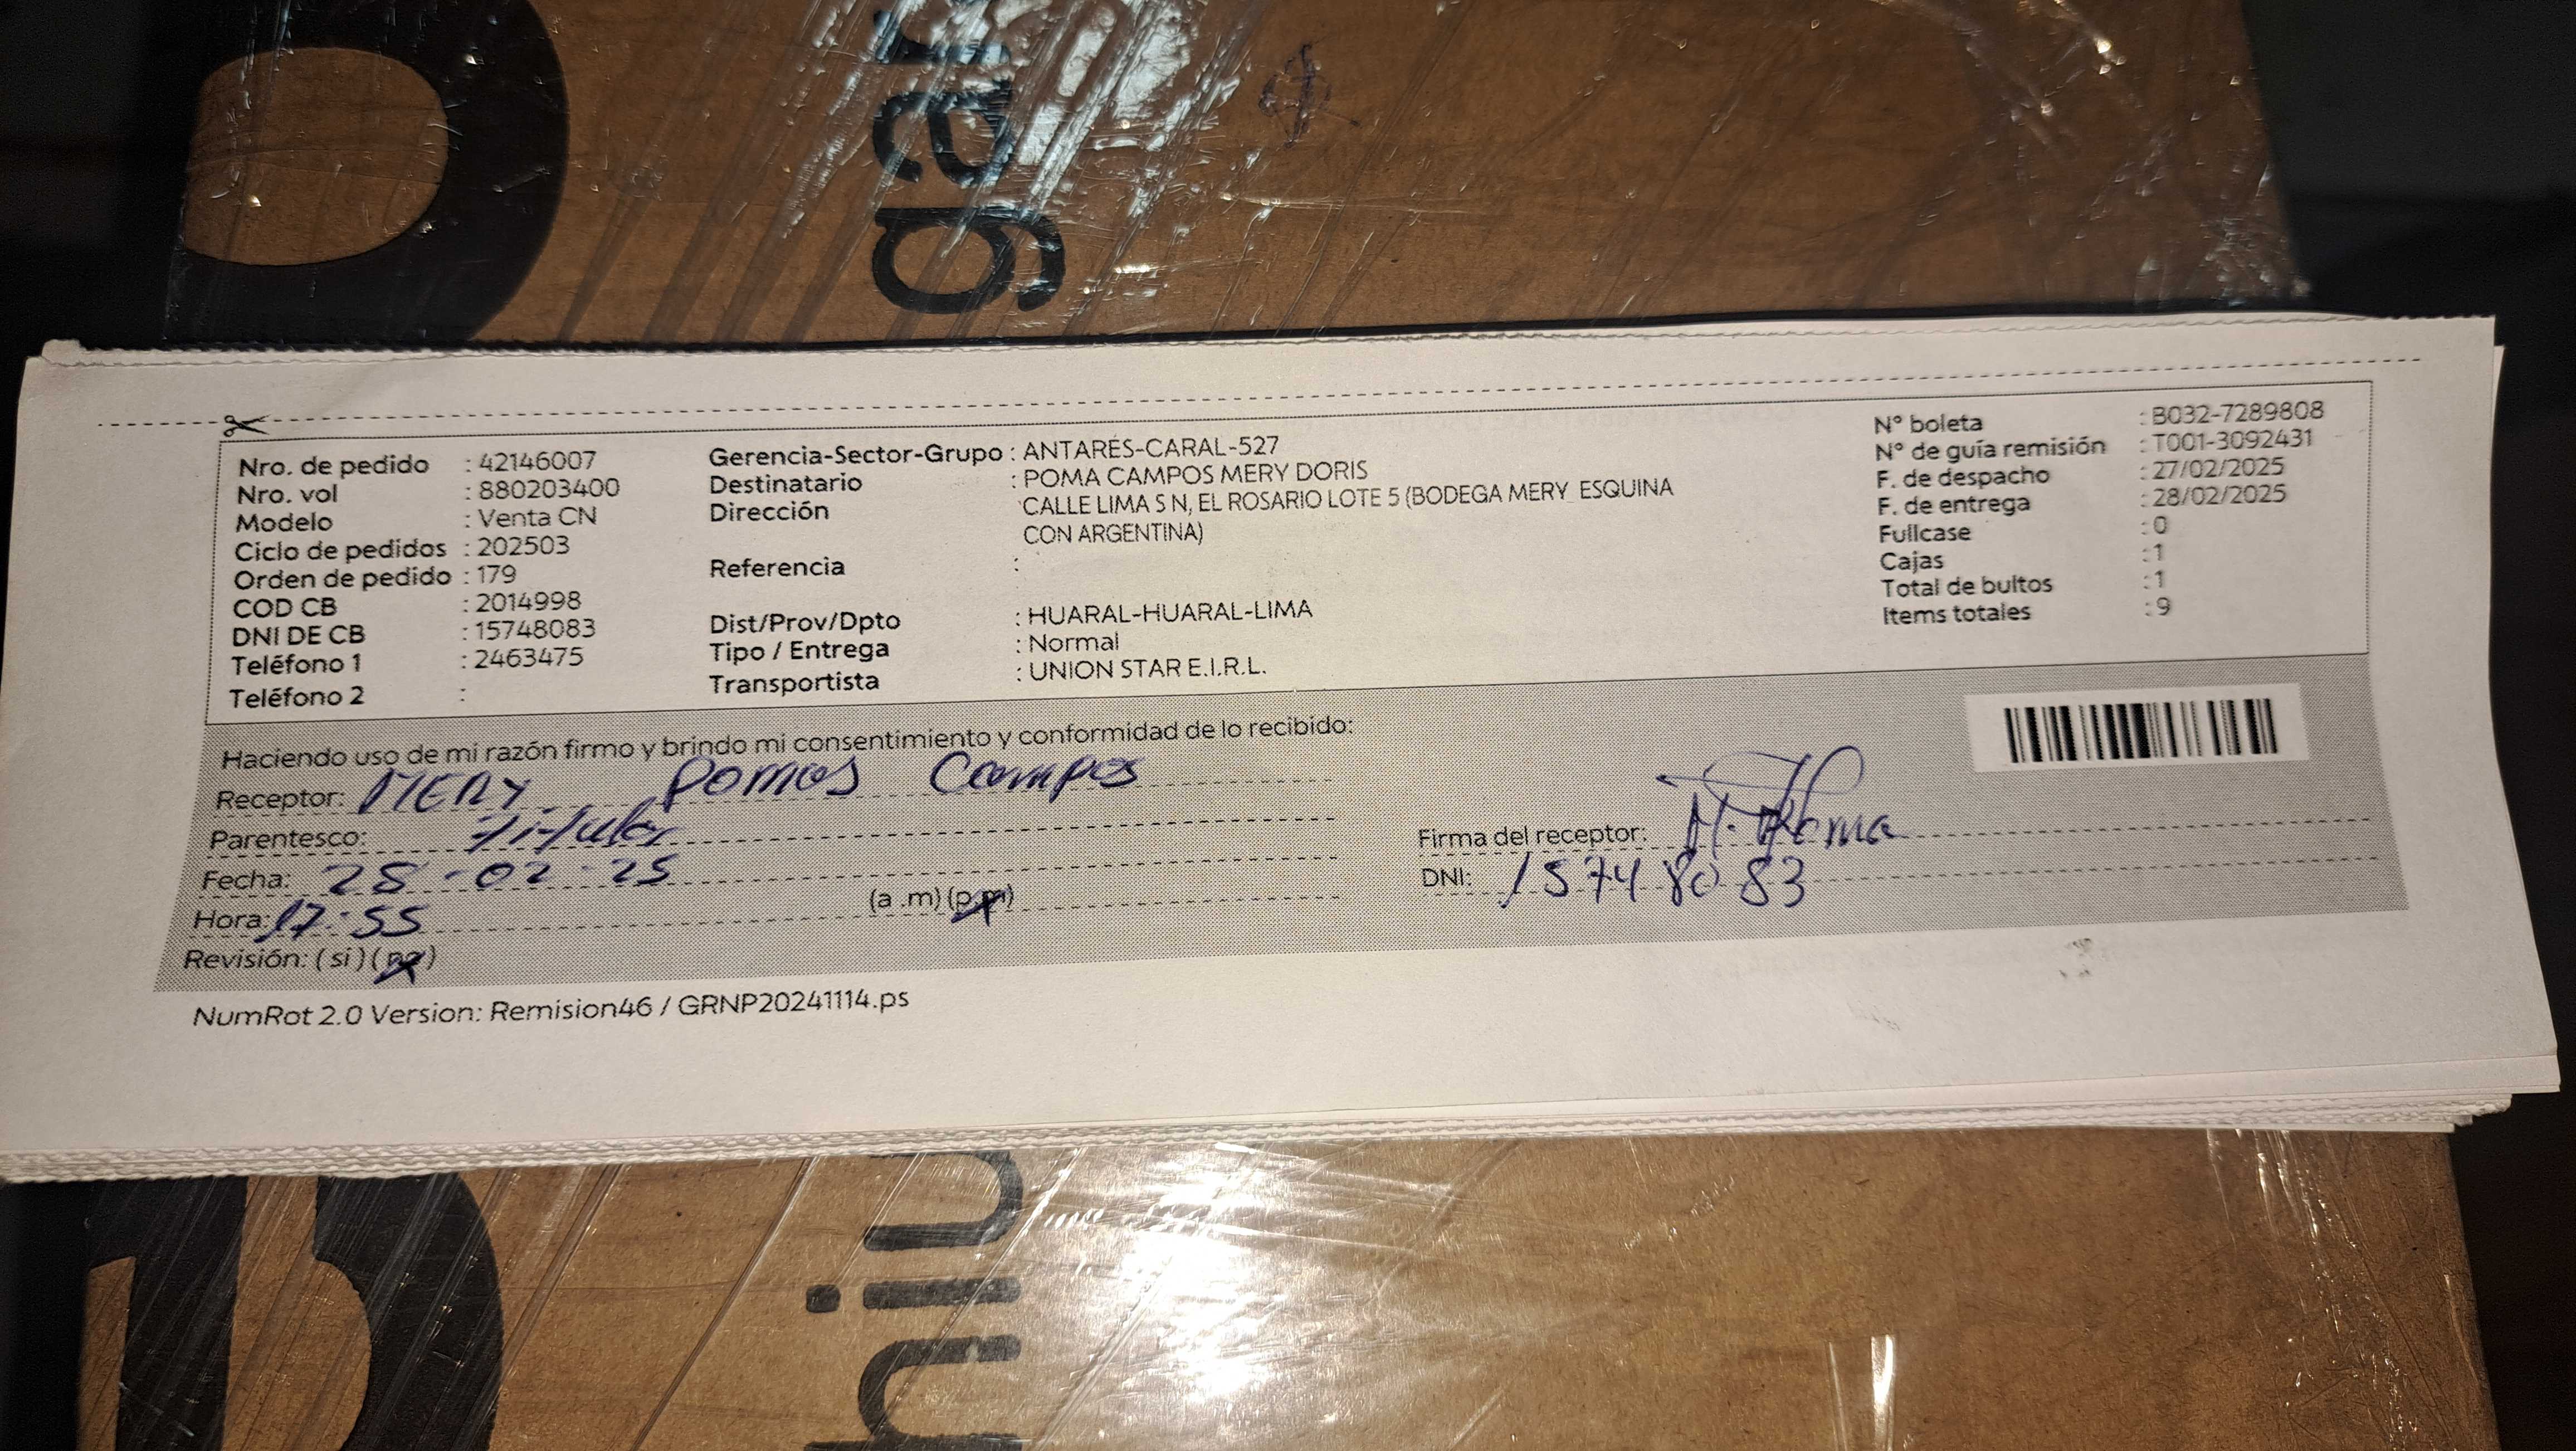 gar
Nro. de pedido : 42146007
Nro. vol : 880203400
Modelo : Venta CN
Ciclo de pedidos : 202503
Orden de pedido : 179
COD CB : 2014998
DNI DE CB : 15748083
Teléfono 1 : 2463475
Teléfono 2 :
Gerencia-Sector-Grupo : ANTARES-CARAL-527
Destinatario : POMA CAMPOS MERY DORIS
Dirección CALLE LIMA S N, EL ROSARIO LOTE 5 (BODEGA MERY ESQUINA
CON ARGENTINA)
Referencia :
Dist/Prov/Dpto : HUARAL-HUARAL-LIMA
Tipo / Entrega : Normal
Transportista : UNION STAR E.I.R.L.
N° boleta : B032-7289808
N° de guía remisión : T001-3092431
F. de despacho : 27/02/2025
F. de entrega : 28/02/2025
Fullcase : 0
Cajas : 1
Total de bultos : 1
Items totales : 9
Haciendo uso de mi razón firmo y brindo mi consentimiento y conformidad de lo recibido:
Receptor: MERY Pomas Campos
Parentesco: titular
Fecha: 28-02-25
Hora: 17:55 (a .m) (p.m)
Revisión: ( si ) ( no )
Firma del receptor: M. Poma
DNI: 15748083
NumRot 2.0 Version: Remision46 / GRNP20241114.ps
niu